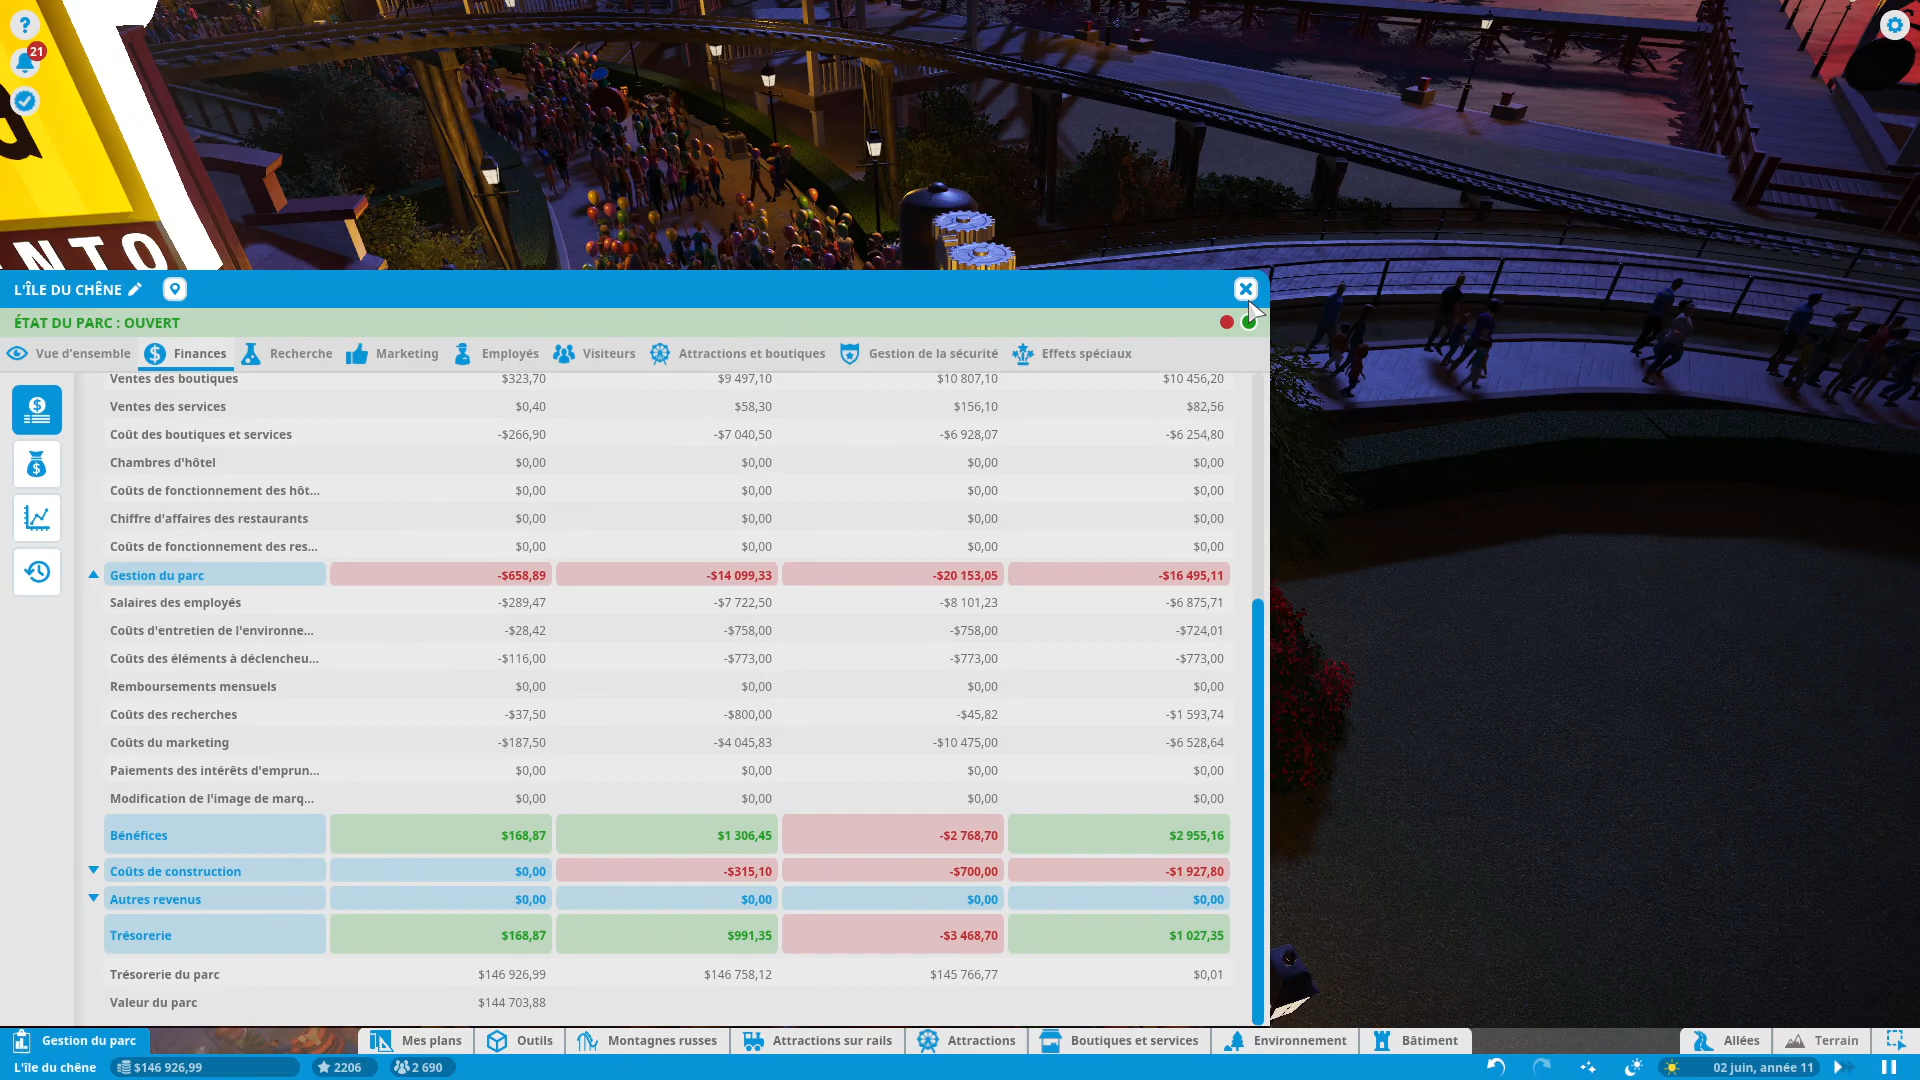 ?
21
NTO
L'ÎLE DU CHÊNE
ÉTAT DU PARC : OUVERT
Vue d'ensemble Finances Recherche Marketing Employés Visiteurs Attractions et boutiques Gestion de la sécurité Effets spéciaux
Ventes des boutiques $323,70 $9 497,10 $10 807,10 $10 456,20
Ventes des services $0,40 $58,30 $156,10 $82,56
Coût des boutiques et services -$266,90 -$7 040,50 -$6 928,07 -$6 254,80
Chambres d'hôtel $0,00 $0,00 $0,00 $0,00
Coûts de fonctionnement des hôt... $0,00 $0,00 $0,00 $0,00
Chiffre d'affaires des restaurants $0,00 $0,00 $0,00 $0,00
Coûts de fonctionnement des res... $0,00 $0,00 $0,00 $0,00
Gestion du parc -$658,89 -$14 099,33 -$20 153,05 -$16 495,11
Salaires des employés -$289,47 -$7 722,50 -$8 101,23 -$6 875,71
Coûts d'entretien de l'environne... -$28,42 -$758,00 -$758,00 -$724,01
Coûts des éléments à déclencheu... -$116,00 -$773,00 -$773,00 -$773,00
Remboursements mensuels $0,00 $0,00 $0,00 $0,00
Coûts des recherches -$37,50 -$800,00 -$45,82 -$1 593,74
Coûts du marketing -$187,50 -$4 045,83 -$10 475,00 -$6 528,64
Paiements des intérêts d'emprun... $0,00 $0,00 $0,00 $0,00
Modification de l'image de marq... $0,00 $0,00 $0,00 $0,00
Bénéfices $168,87 $1 306,45 -$2 768,70 $2 955,16
Coûts de construction $0,00 -$315,10 -$700,00 -$1 927,80
Autres revenus $0,00 $0,00 $0,00 $0,00
Trésorerie $168,87 $991,35 -$3 468,70 $1 027,35
Trésorerie du parc $146 926,99 $146 758,12 $145 766,77 $0,01
Valeur du parc $144 703,88
Gestion du parc Mes plans Outils Montagnes russes Attractions sur rails Attractions Boutiques et services Environnement Bâtiment Allées Terrain
L'île du chêne $146 926,99 2206 2 690 02 juin, année 11